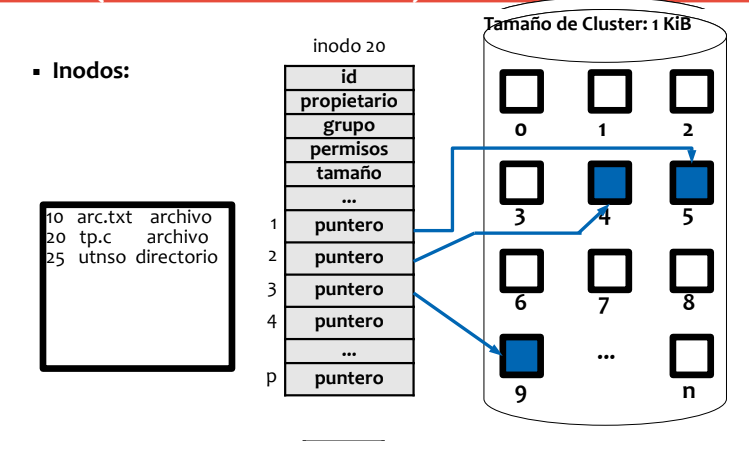 Tamaño de Cluster: 1 KiB
▪ Inodos:
inodo 20
id
propietario
grupo
permisos
tamaño
...
1 puntero
2 puntero
3 puntero
4 puntero
...
p puntero
10 arc.txt archivo
20 tp.c archivo
25 utnso directorio
0 1 2
3 4 5
6 7 8
9 ... n